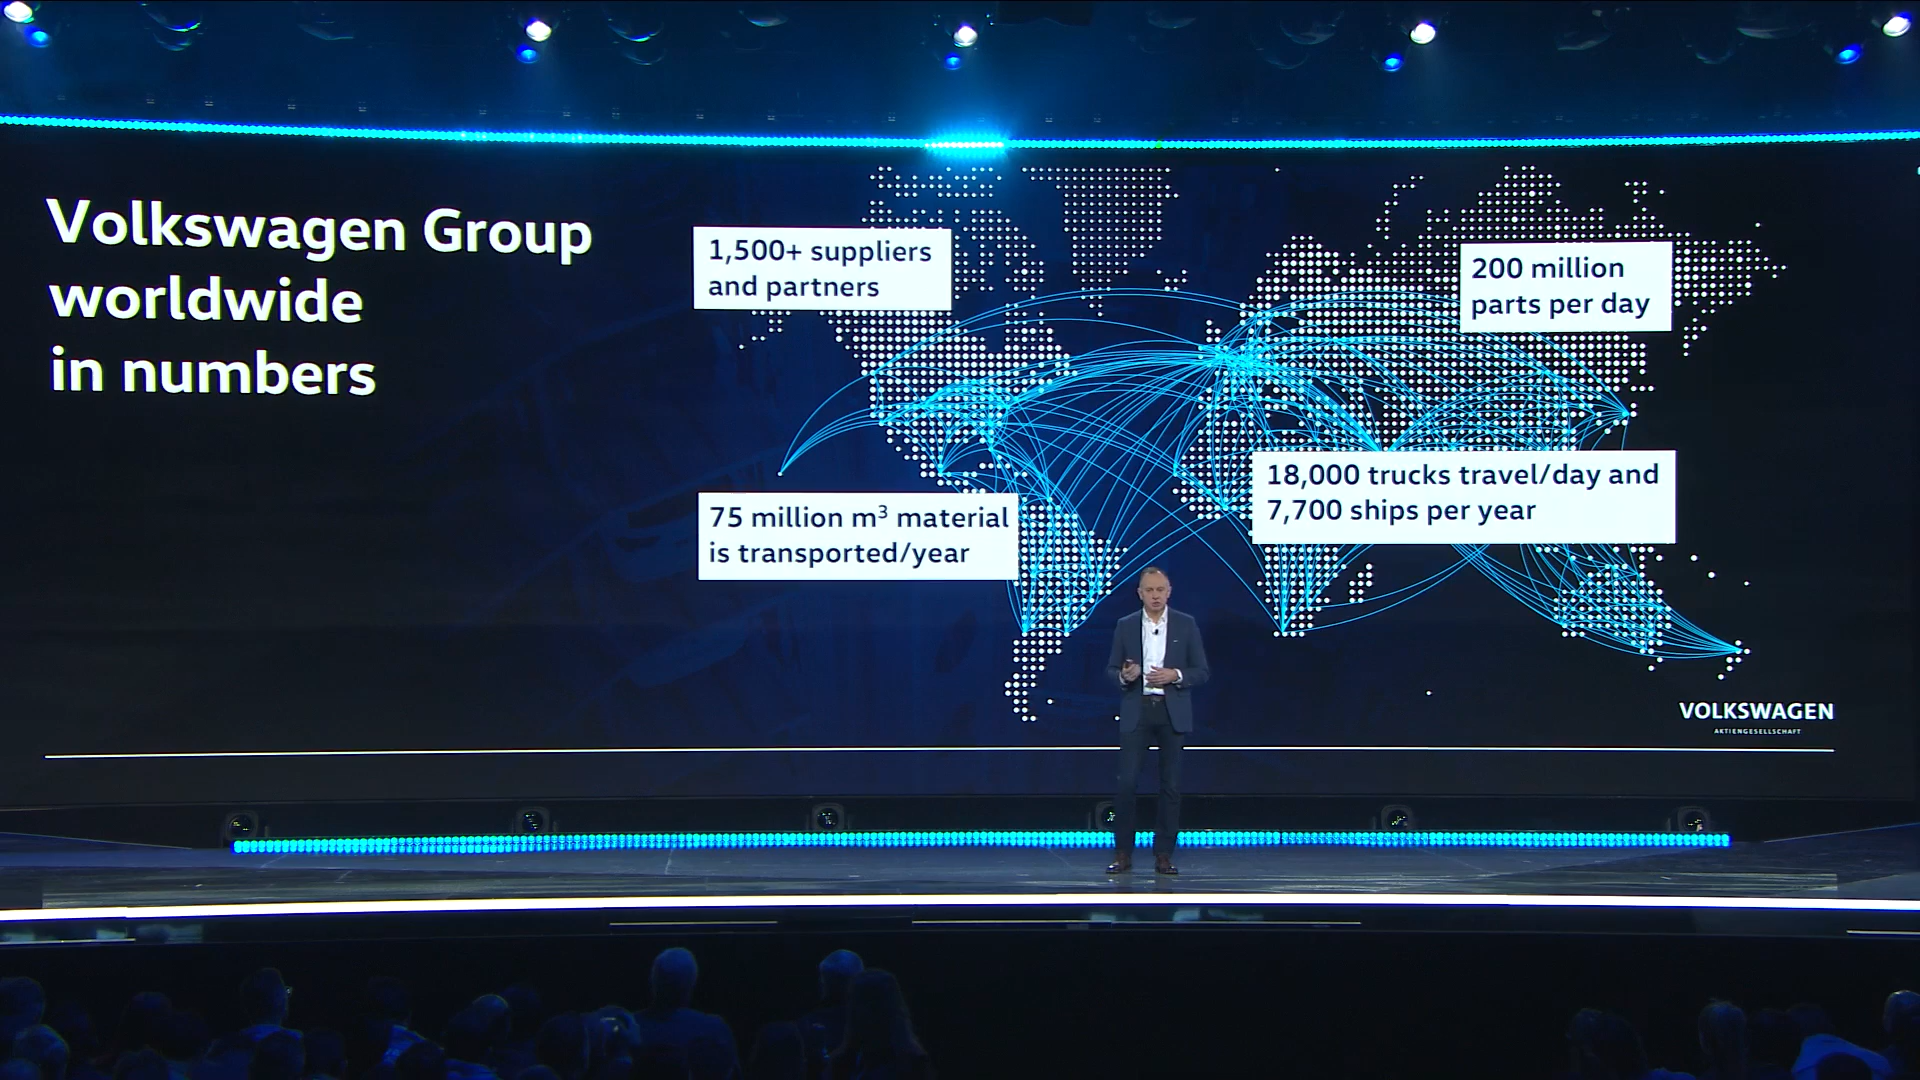 Volkswagen Group
worldwide
in numbers
1,500+ suppliers
and partners
200 million
parts per day
75 million m³ material
is transported/year
18,000 trucks travel/day and
7,700 ships per year
VOLKSWAGEN
AKTIENGESELLSCHAFT